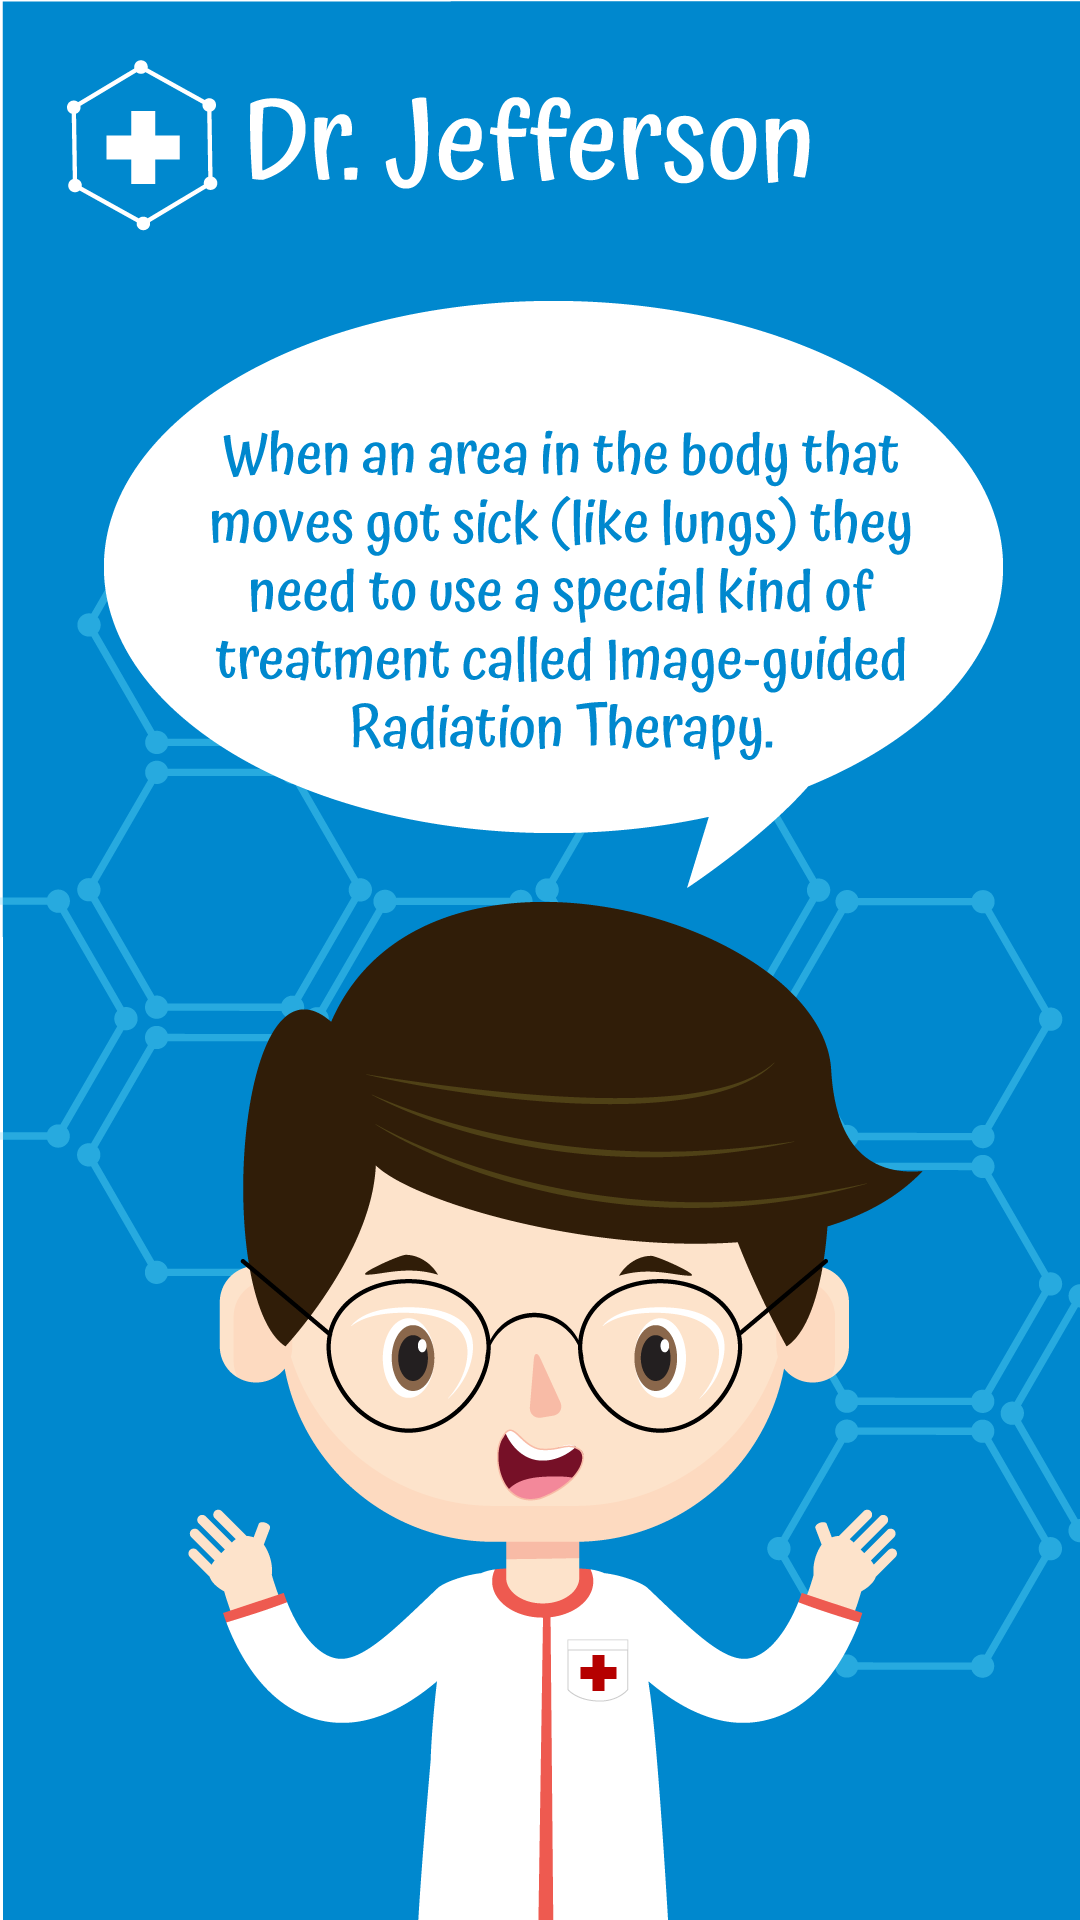 Dr. Jefferson
When an area in the body that
moves got sick (like lungs) they
need to use a special kind of
treatment called Image-guided
Radiation Therapy.